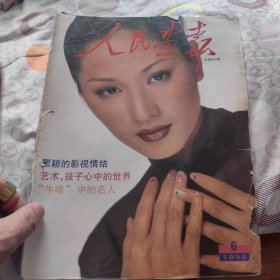 人民画报
瞿颖的影视情结
艺术,孩子心中的世界
“牛眼”中的名人
6
1998